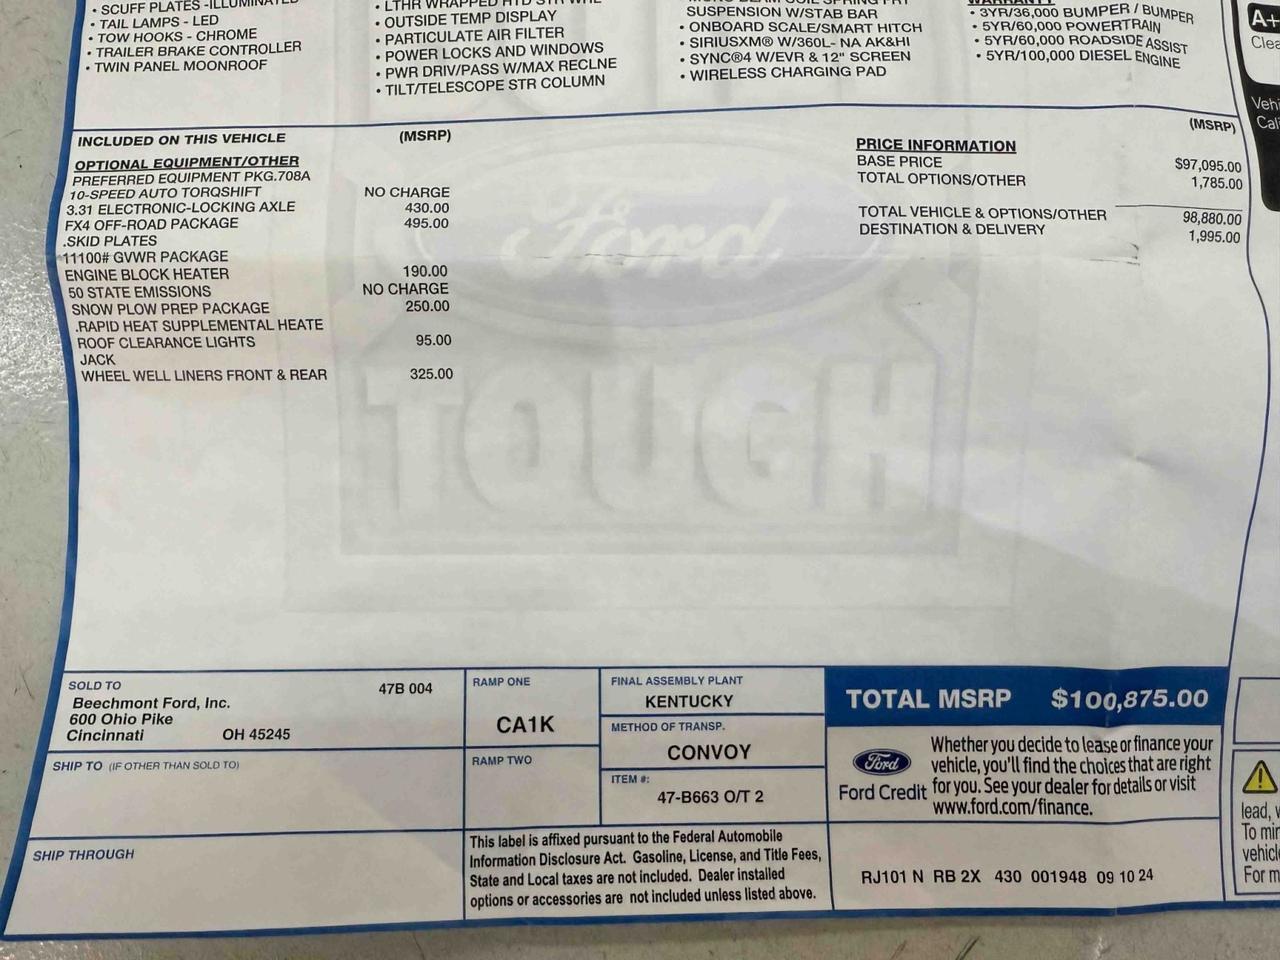 • SCUFF PLATES -ILLUMINATED
• TAIL LAMPS - LED
• TOW HOOKS - CHROME
• TRAILER BRAKE CONTROLLER
• TWIN PANEL MOONROOF
• OUTSIDE TEMP DISPLAY
• PARTICULATE AIR FILTER
• POWER LOCKS AND WINDOWS
• PWR DRIV/PASS W/MAX RECLNE
• TILT/TELESCOPE STR COLUMN
SUSPENSION W/STAB BAR
• ONBOARD SCALE/SMART HITCH
• SIRIUSXM® W/360L- NA AK&HI
• SYNC®4 W/EVR & 12" SCREEN
• WIRELESS CHARGING PAD
WARRANTY
• 3YR/36,000 BUMPER / BUMPER
• 5YR/60,000 POWERTRAIN
• 5YR/60,000 ROADSIDE ASSIST
• 5YR/100,000 DIESEL ENGINE
INCLUDED ON THIS VEHICLE (MSRP)
OPTIONAL EQUIPMENT/OTHER
PREFERRED EQUIPMENT PKG.708A
10-SPEED AUTO TORQSHIFT NO CHARGE
3.31 ELECTRONIC-LOCKING AXLE 430.00
FX4 OFF-ROAD PACKAGE 495.00
.SKID PLATES
11100# GVWR PACKAGE
ENGINE BLOCK HEATER 190.00
50 STATE EMISSIONS NO CHARGE
SNOW PLOW PREP PACKAGE 250.00
.RAPID HEAT SUPPLEMENTAL HEATE
ROOF CLEARANCE LIGHTS 95.00
JACK
WHEEL WELL LINERS FRONT & REAR 325.00
(MSRP)
PRICE INFORMATION
BASE PRICE $97,095.00
TOTAL OPTIONS/OTHER 1,785.00
TOTAL VEHICLE & OPTIONS/OTHER 98,880.00
DESTINATION & DELIVERY 1,995.00
Ford
TOUGH
SOLD TO 47B 004
Beechmont Ford, Inc.
600 Ohio Pike
Cincinnati OH 45245
SHIP TO (IF OTHER THAN SOLD TO)
SHIP THROUGH
RAMP ONE
CA1K
RAMP TWO
FINAL ASSEMBLY PLANT
KENTUCKY
METHOD OF TRANSP.
CONVOY
ITEM #:
47-B663 O/T 2
This label is affixed pursuant to the Federal Automobile
Information Disclosure Act. Gasoline, License, and Title Fees,
State and Local taxes are not included. Dealer installed
options or accessories are not included unless listed above.
TOTAL MSRP $100,875.00
Ford
Ford Credit
Whether you decide to lease or finance your
vehicle, you'll find the choices that are right
for you. See your dealer for details or visit
www.ford.com/finance.
RJ101 N RB 2X 430 001948 09 10 24
A+
lead,